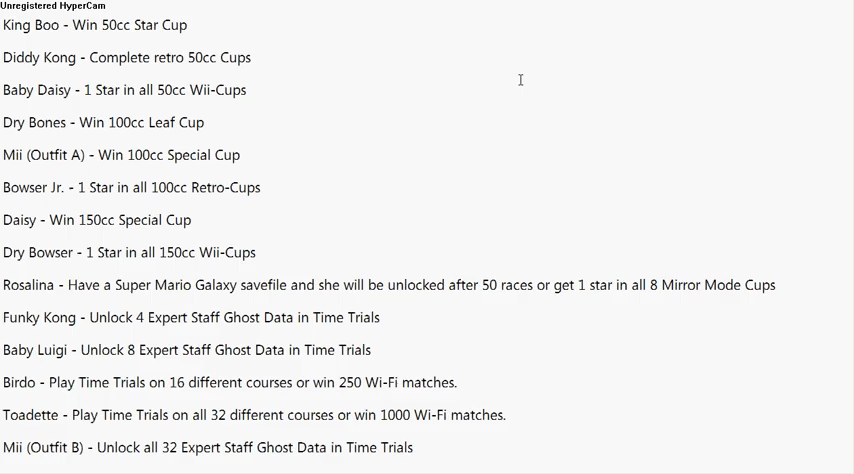 Unregistered HyperCam
King Boo - Win 50cc Star Cup
Diddy Kong - Complete retro 50cc Cups
Baby Daisy - 1 Star in all 50cc Wii-Cups
Dry Bones - Win 100cc Leaf Cup
Mii (Outfit A) - Win 100cc Special Cup
Bowser Jr. - 1 Star in all 100cc Retro-Cups
Daisy - Win 150cc Special Cup
Dry Bowser - 1 Star in all 150cc Wii-Cups
Rosalina - Have a Super Mario Galaxy savefile and she will be unlocked after 50 races or get 1 star in all 8 Mirror Mode Cups
Funky Kong - Unlock 4 Expert Staff Ghost Data in Time Trials
Baby Luigi - Unlock 8 Expert Staff Ghost Data in Time Trials
Birdo - Play Time Trials on 16 different courses or win 250 Wi-Fi matches.
Toadette - Play Time Trials on all 32 different courses or win 1000 Wi-Fi matches.
Mii (Outfit B) - Unlock all 32 Expert Staff Ghost Data in Time Trials